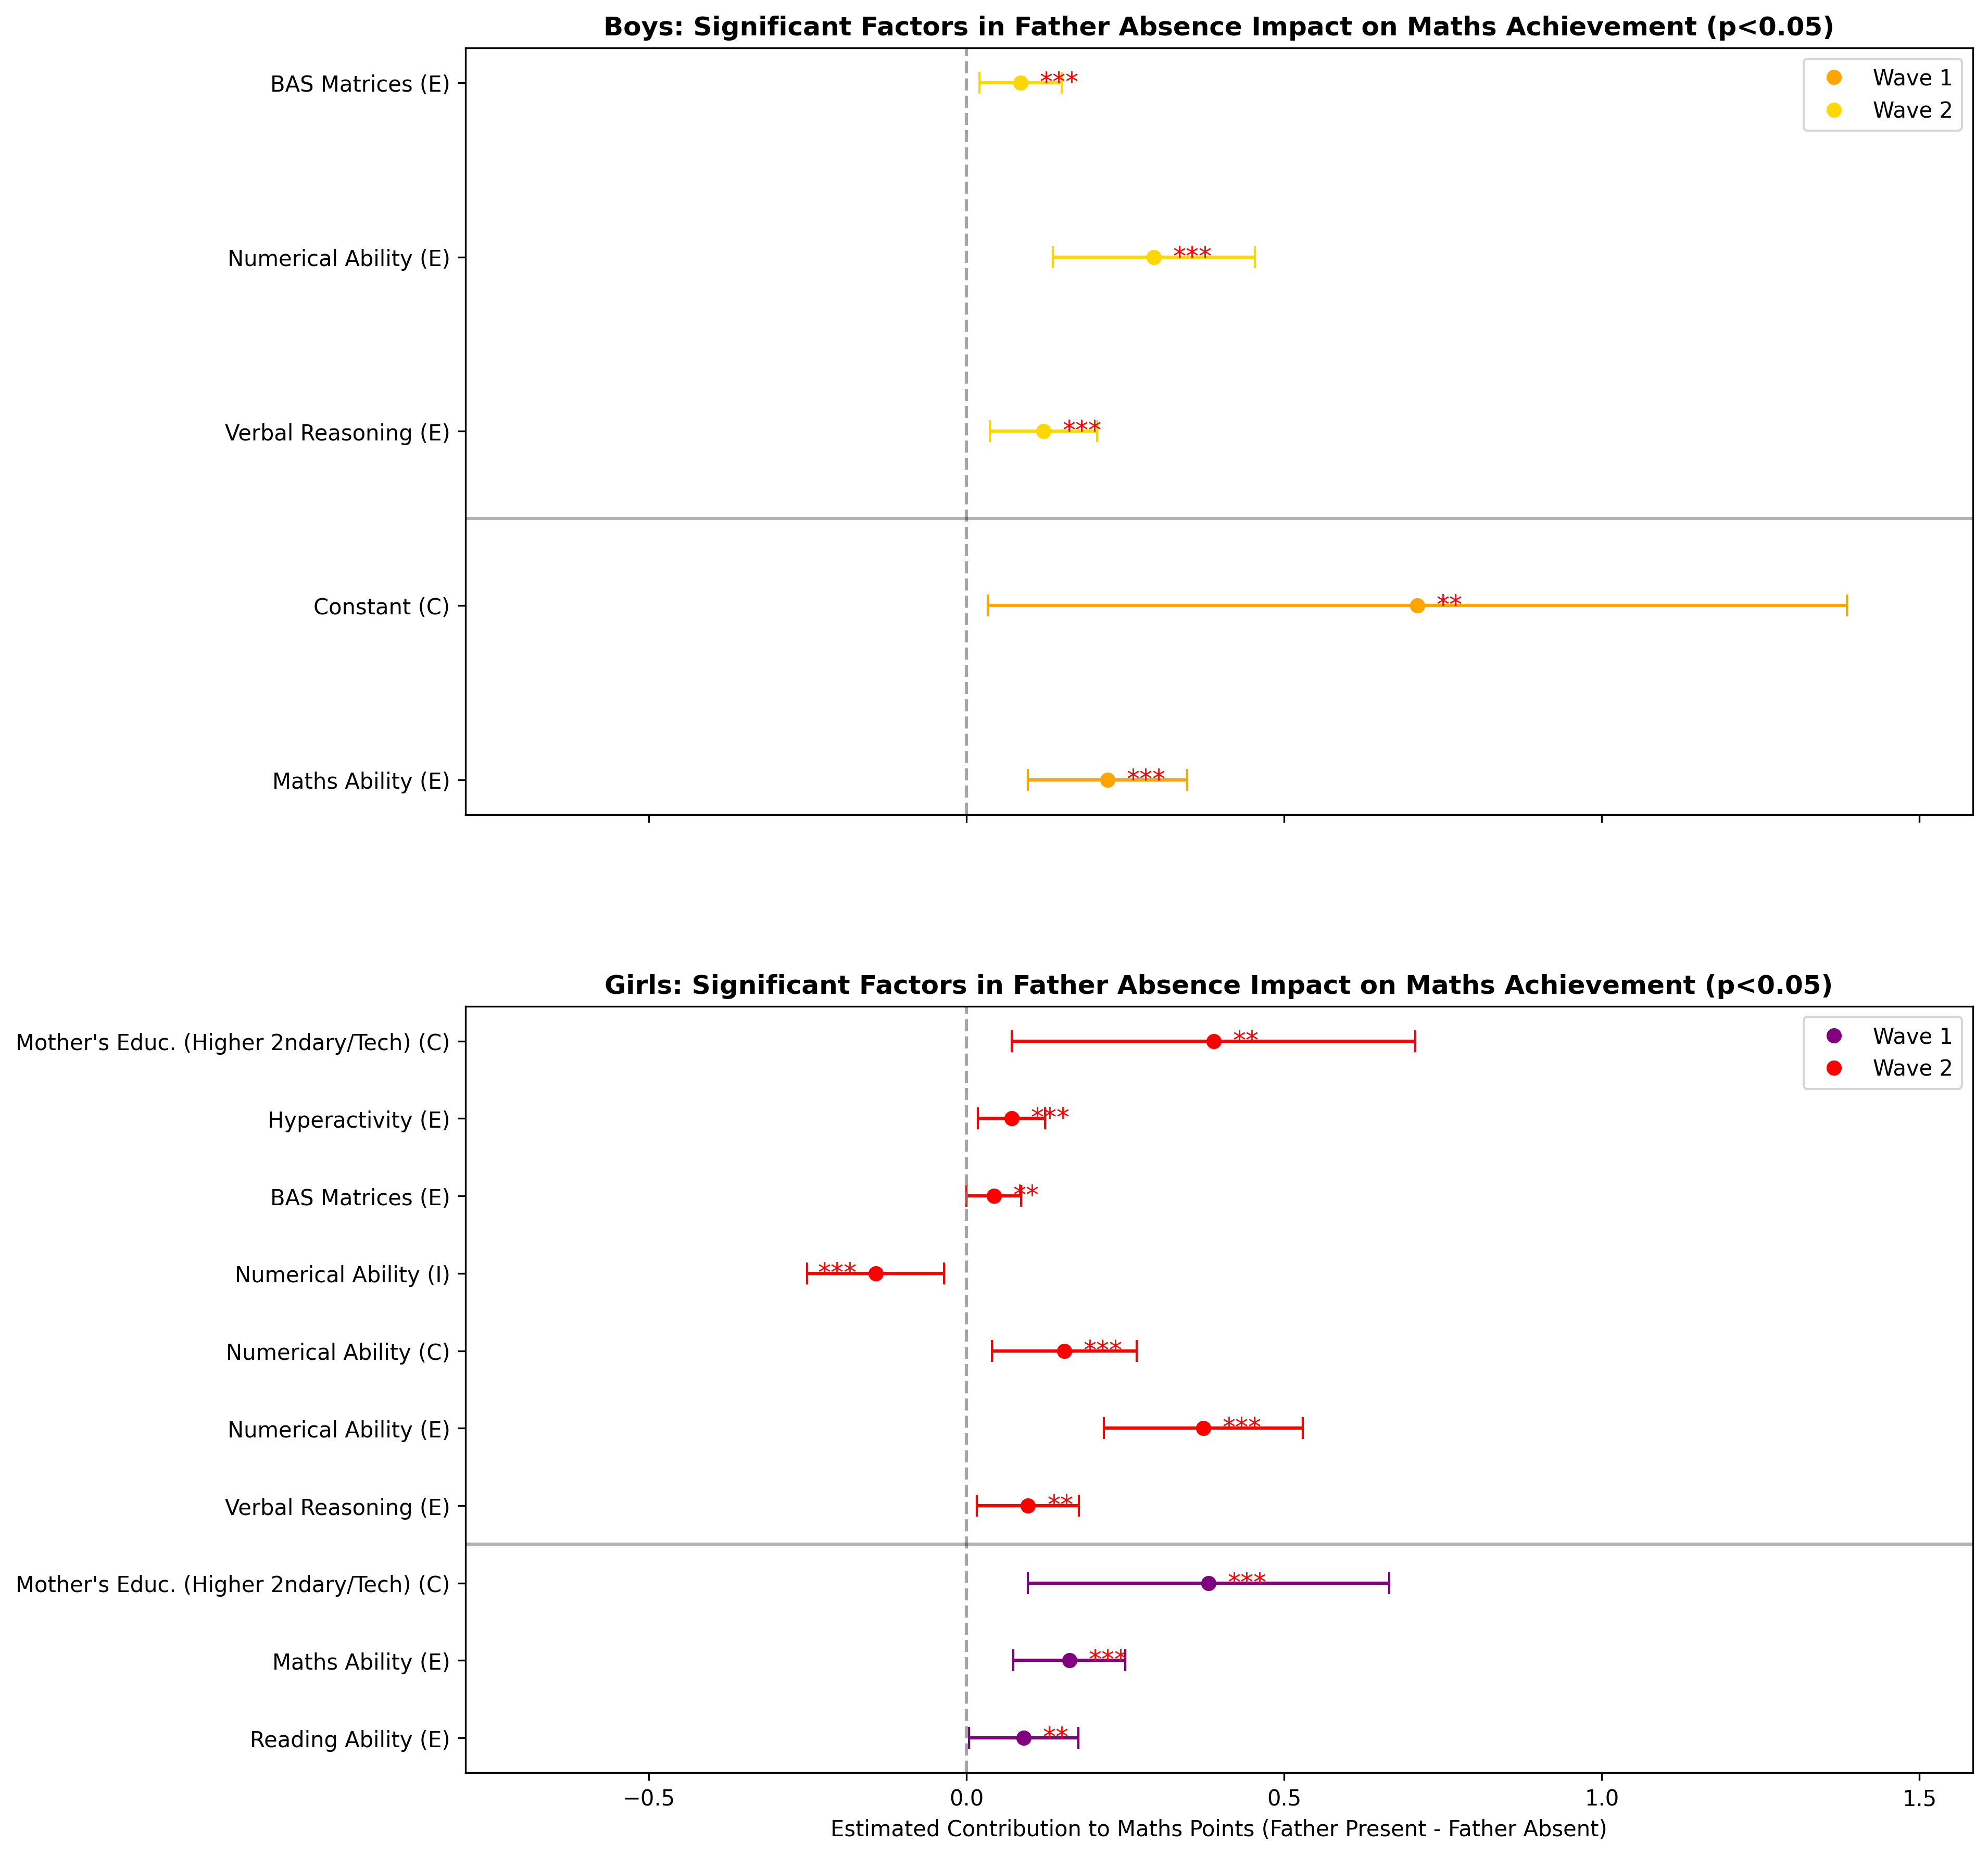 Boys: Significant Factors in Father Absence Impact on Maths Achievement (p<0.05)
Wave 1
Wave 2
BAS Matrices (E)
***
Numerical Ability (E)
***
Verbal Reasoning (E)
***
Constant (C)
**
Maths Ability (E)
***
Girls: Significant Factors in Father Absence Impact on Maths Achievement (p<0.05)
Wave 1
Wave 2
Mother's Educ. (Higher 2ndary/Tech) (C)
**
Hyperactivity (E)
***
BAS Matrices (E)
**
Numerical Ability (I)
***
Numerical Ability (C)
***
Numerical Ability (E)
***
Verbal Reasoning (E)
**
Mother's Educ. (Higher 2ndary/Tech) (C)
***
Maths Ability (E)
***
Reading Ability (E)
**
−0.5 0.0 0.5 1.0 1.5
Estimated Contribution to Maths Points (Father Present - Father Absent)